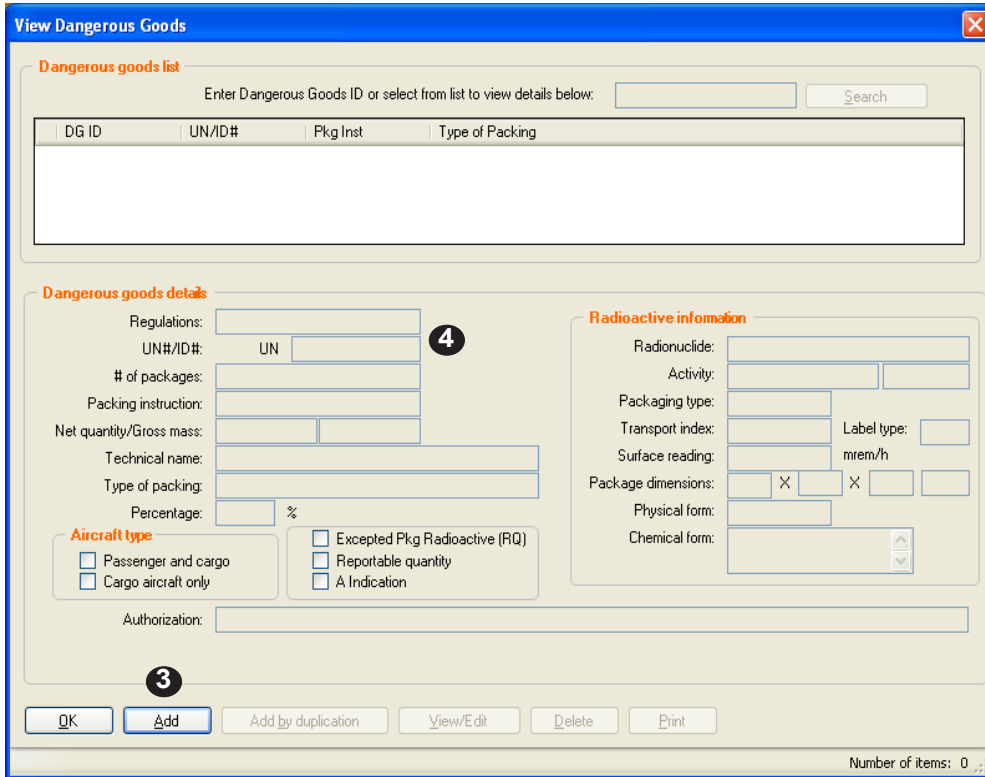 View Dangerous Goods
Dangerous goods list
Enter Dangerous Goods ID or select from list to view details below:
Search
DG ID UN/ID# Pkg Inst Type of Packing
Dangerous goods details
Regulations:
4
UN#/ID#: UN
# of packages:
Packing instruction:
Net quantity/Gross mass:
Technical name:
Type of packing:
Percentage: %
Aircraft type
Passenger and cargo
Cargo aircraft only
Excepted Pkg Radioactive (RQ)
Reportable quantity
A Indication
Radioactive information
Radionuclide:
Activity:
Packaging type:
Transport index: Label type:
Surface reading: mrem/h
Package dimensions: X X
Physical form:
Chemical form:
Authorization:
3
OK Add Add by duplication View/Edit Delete Print
Number of items: 0